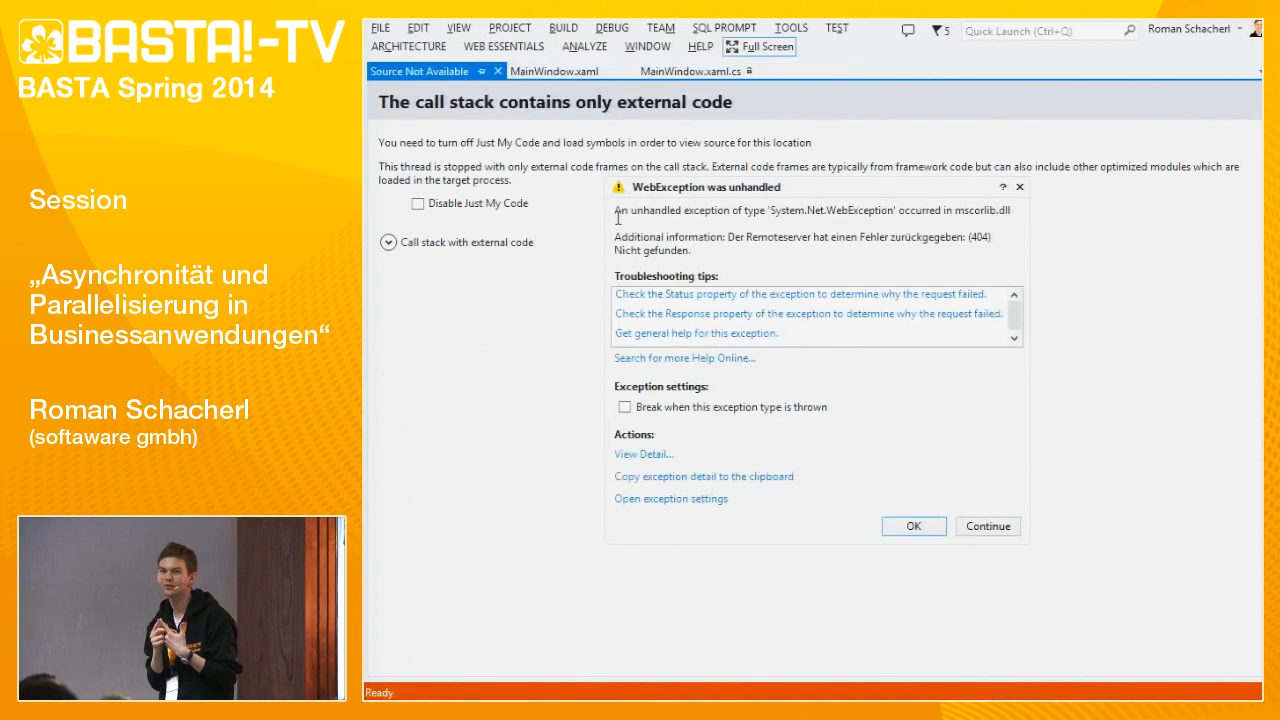 BASTA!-TV
BASTA Spring 2014
Session
„Asynchronität und
Parallelisierung in
Businessanwendungen“
Roman Schacherl
(softaware gmbh)
FILE EDIT VIEW PROJECT BUILD DEBUG TEAM SQL PROMPT TOOLS TEST
5
Quick Launch (Ctrl+Q)
Roman Schacherl
ARCHITECTURE WEB ESSENTIALS ANALYZE WINDOW HELP Full Screen
Source Not Available MainWindow.xaml MainWindow.xaml.cs
The call stack contains only external code
You need to turn off Just My Code and load symbols in order to view source for this location
This thread is stopped with only external code frames on the call stack. External code frames are typically from framework code but can also include other optimized modules which are
loaded in the target process.
Disable Just My Code
Call stack with external code
WebException was unhandled
An unhandled exception of type 'System.Net.WebException' occurred in mscorlib.dll
Additional information: Der Remoteserver hat einen Fehler zurückgegeben: (404)
Nicht gefunden.
Troubleshooting tips:
Check the Status property of the exception to determine why the request failed.
Check the Response property of the exception to determine why the request failed.
Get general help for this exception.
Search for more Help Online...
Exception settings:
Break when this exception type is thrown
Actions:
View Detail...
Copy exception detail to the clipboard
Open exception settings
OK Continue
Ready